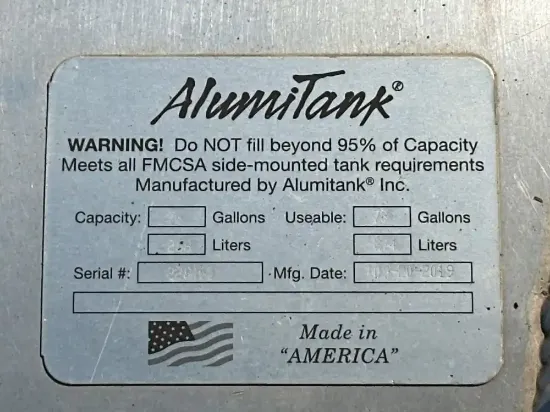 AlumiTank®
WARNING! Do NOT fill beyond 95% of Capacity
Meets all FMCSA side-mounted tank requirements
Manufactured by Alumitank® Inc.
Capacity: Gallons Useable: Gallons
Liters Liters
Serial #: Mfg. Date:
Made in
"AMERICA"